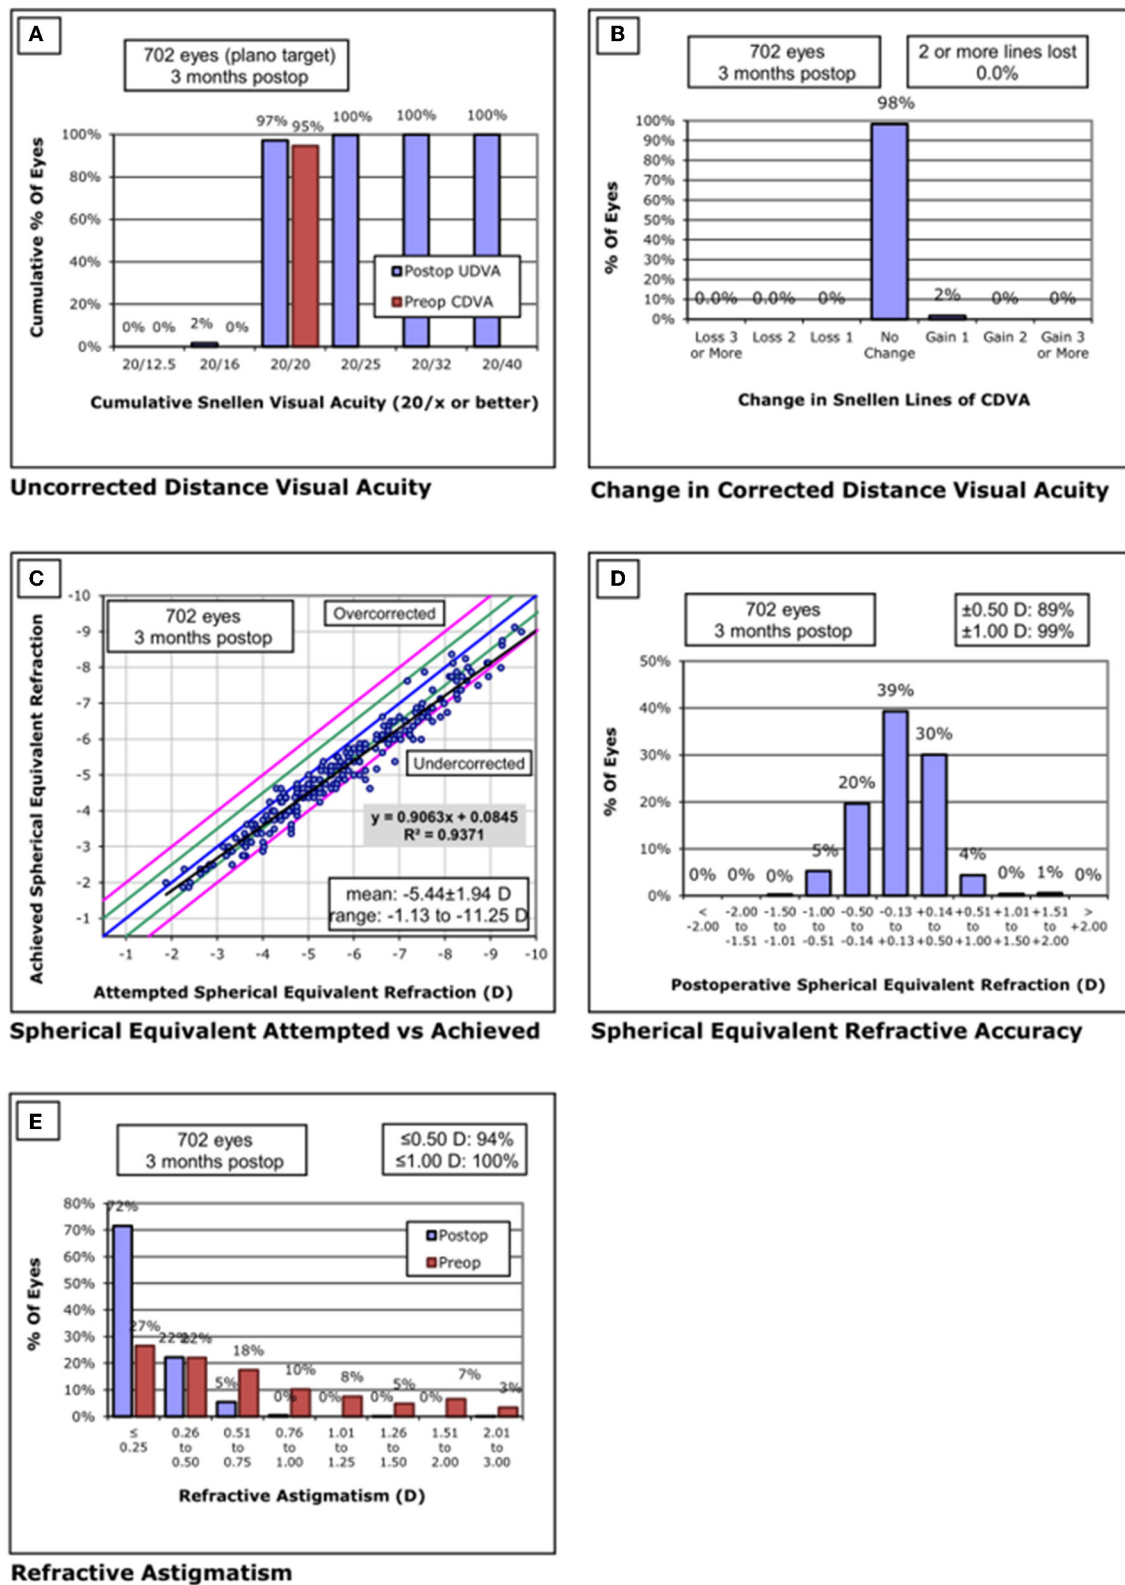 A
702 eyes (plano target)
3 months postop
Cumulative % Of Eyes
100%
80%
60%
40%
20%
0%
0% 0% 2% 0% 97% 95% 100% 100% 100%
Postop UDVA
Preop CDVA
20/12.5 20/16 20/20 20/25 20/32 20/40
Cumulative Snellen Visual Acuity (20/x or better)
Uncorrected Distance Visual Acuity
B
702 eyes
3 months postop
2 or more lines lost
0.0%
% Of Eyes
100%
90%
80%
70%
60%
50%
40%
30%
20%
10%
0%
0.0% 0.0% 0% 98% 2% 0% 0%
Loss 3 Loss 2 Loss 1 No Gain 1 Gain 2 Gain 3
or More Change or More
Change in Snellen Lines of CDVA
Change in Corrected Distance Visual Acuity
C
702 eyes
3 months postop
Overcorrected
Undercorrected
y = 0.9063x + 0.0845
R² = 0.9371
mean: -5.44±1.94 D
range: -1.13 to -11.25 D
Achieved Spherical Equivalent Refraction
-10
-9
-8
-7
-6
-5
-4
-3
-2
-1
-1 -2 -3 -4 -5 -6 -7 -8 -9 -10
Attempted Spherical Equivalent Refraction (D)
Spherical Equivalent Attempted vs Achieved
D
702 eyes
3 months postop
±0.50 D: 89%
±1.00 D: 99%
% Of Eyes
50%
40%
30%
20%
10%
0%
0% 0% 0% 5% 20% 39% 30% 4% 0% 1% 0%
< -2.00 -1.50 -1.00 -0.50 -0.13 +0.14 +0.51 +1.01 +1.51 >
-2.00 to to to to to to to to to +2.00
-1.51 -1.01 -0.51 -0.14 +0.13 +0.50 +1.00 +1.50 +2.00
Postoperative Spherical Equivalent Refraction (D)
Spherical Equivalent Refractive Accuracy
E
702 eyes
3 months postop
≤0.50 D: 94%
≤1.00 D: 100%
% Of Eyes
80%
70%
60%
50%
40%
30%
20%
10%
0%
72% 27% 22% 22% 5% 18% 0% 10% 0% 8% 0% 5% 0% 7% 3%
Postop
Preop
≤ 0.26 0.51 0.76 1.01 1.26 1.51 2.01
0.25 to to to to to to to
0.50 0.75 1.00 1.25 1.50 2.00 3.00
Refractive Astigmatism (D)
Refractive Astigmatism